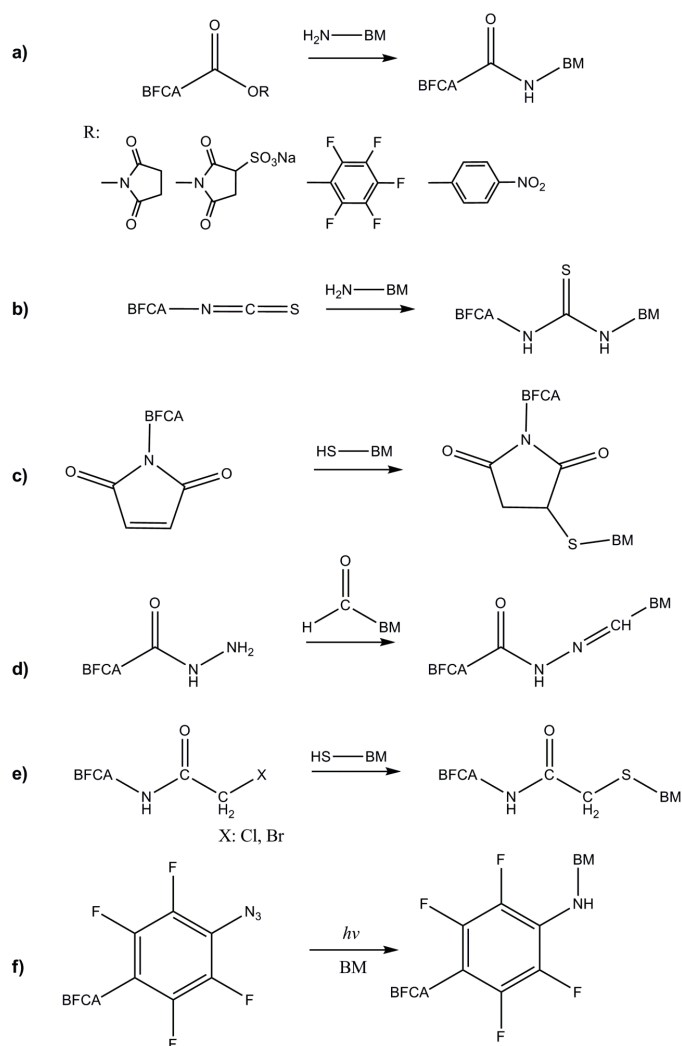 a)
O
BFCA
OR
H2N—BM
O
BFCA
N
H
BM
R:
O
N
O
O
N
O
SO3Na
F
F
F
F
F
NO2
b)
BFCA—N=C=S
H2N—BM
S
BFCA
N
H
N
H
BM
c)
BFCA
N
O
O
HS—BM
BFCA
N
O
O
S
BM
d)
O
BFCA
N
H
NH2
O
H
C
BM
O
BFCA
N
H
N
CH
BM
e)
O
BFCA
N
H
C
C
H2
X
X: Cl, Br
HS—BM
O
BFCA
N
H
C
C
H2
S
BM
f)
F
F
N3
BFCA
F
F
hν
BM
F
F
BM
NH
BFCA
F
F